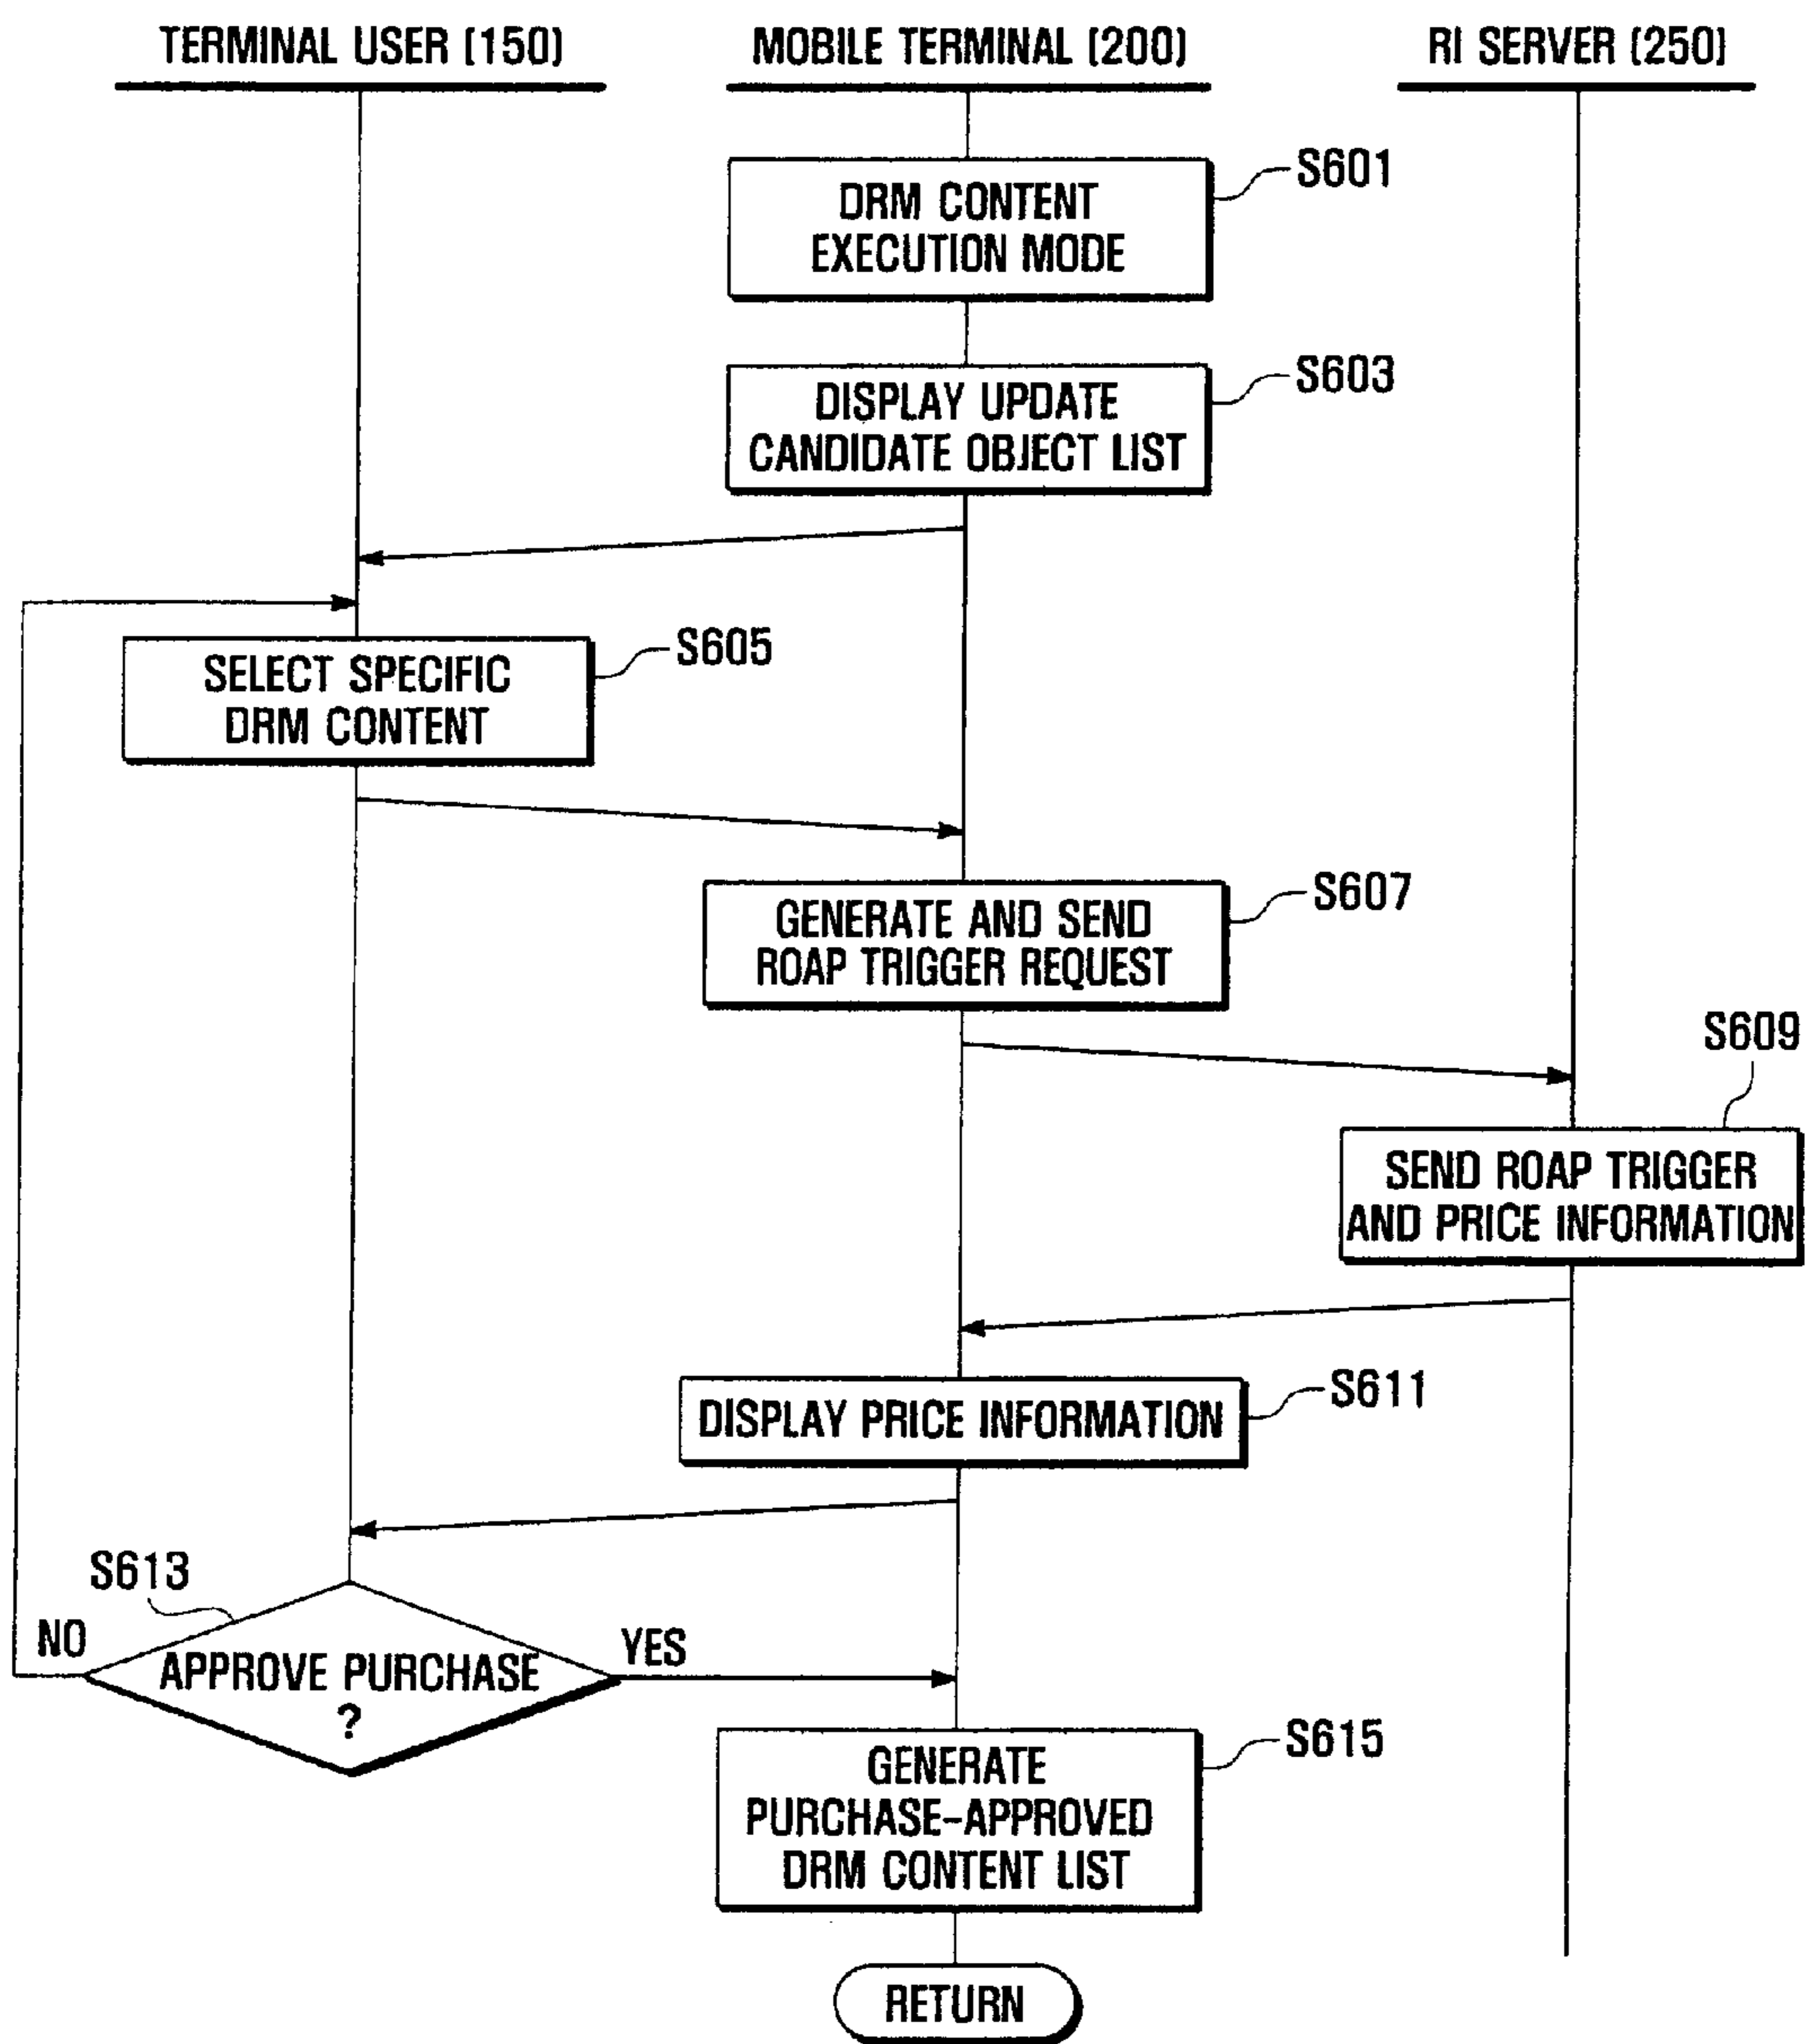 TERMINAL USER (150)
MOBILE TERMINAL (200)
RI SERVER (250)
S601
DRM CONTENT
EXECUTION MODE
S603
DISPLAY UPDATE
CANDIDATE OBJECT LIST
S605
SELECT SPECIFIC
DRM CONTENT
S607
GENERATE AND SEND
ROAP TRIGGER REQUEST
S609
SEND ROAP TRIGGER
AND PRICE INFORMATION
S611
DISPLAY PRICE INFORMATION
S613
NO
YES
APPROVE PURCHASE
?
S615
GENERATE
PURCHASE-APPROVED
DRM CONTENT LIST
RETURN